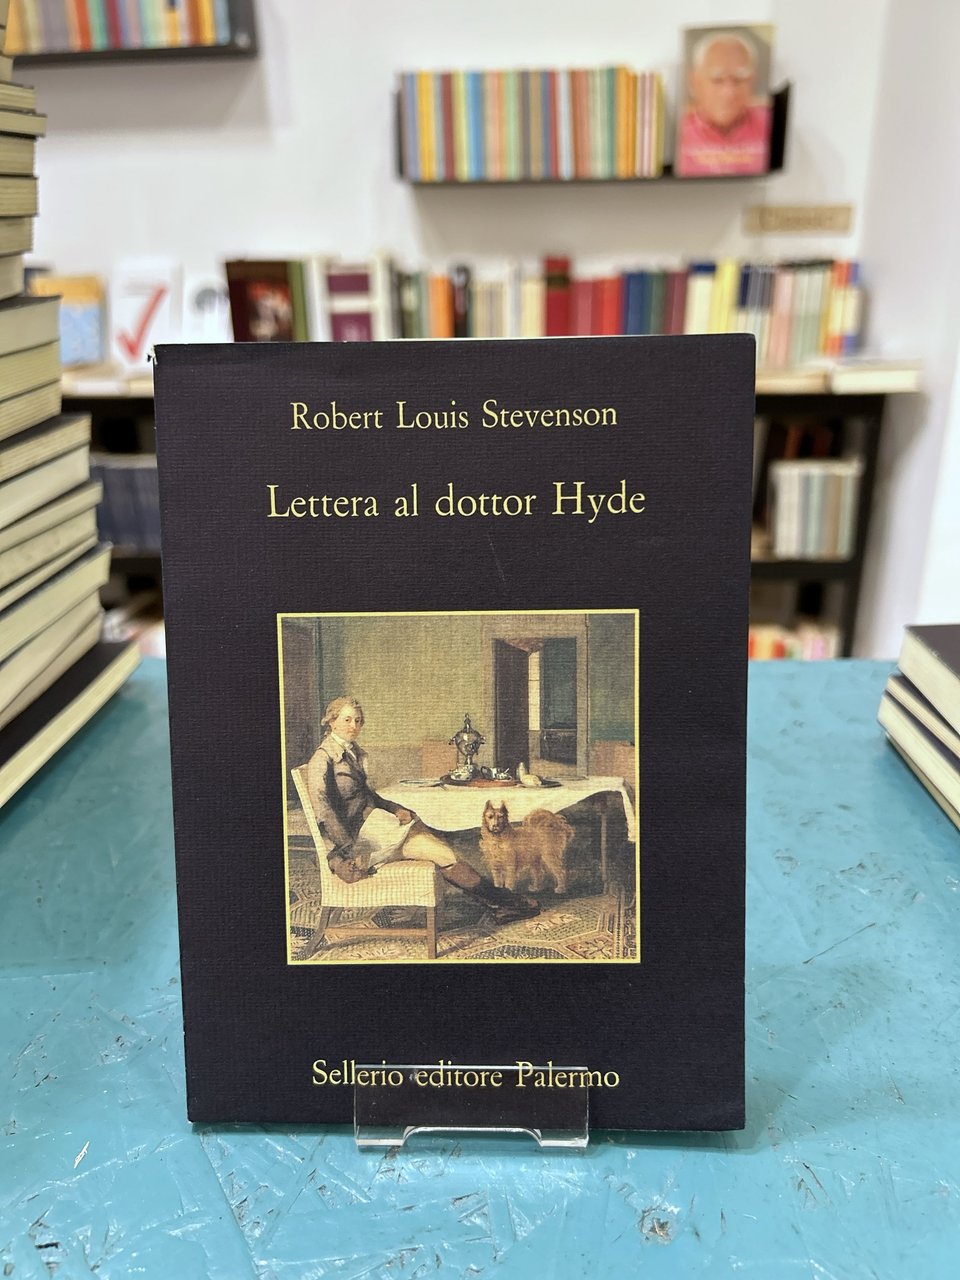 Robert Louis Stevenson
Lettera al dottor Hyde
Sellerio editore Palermo